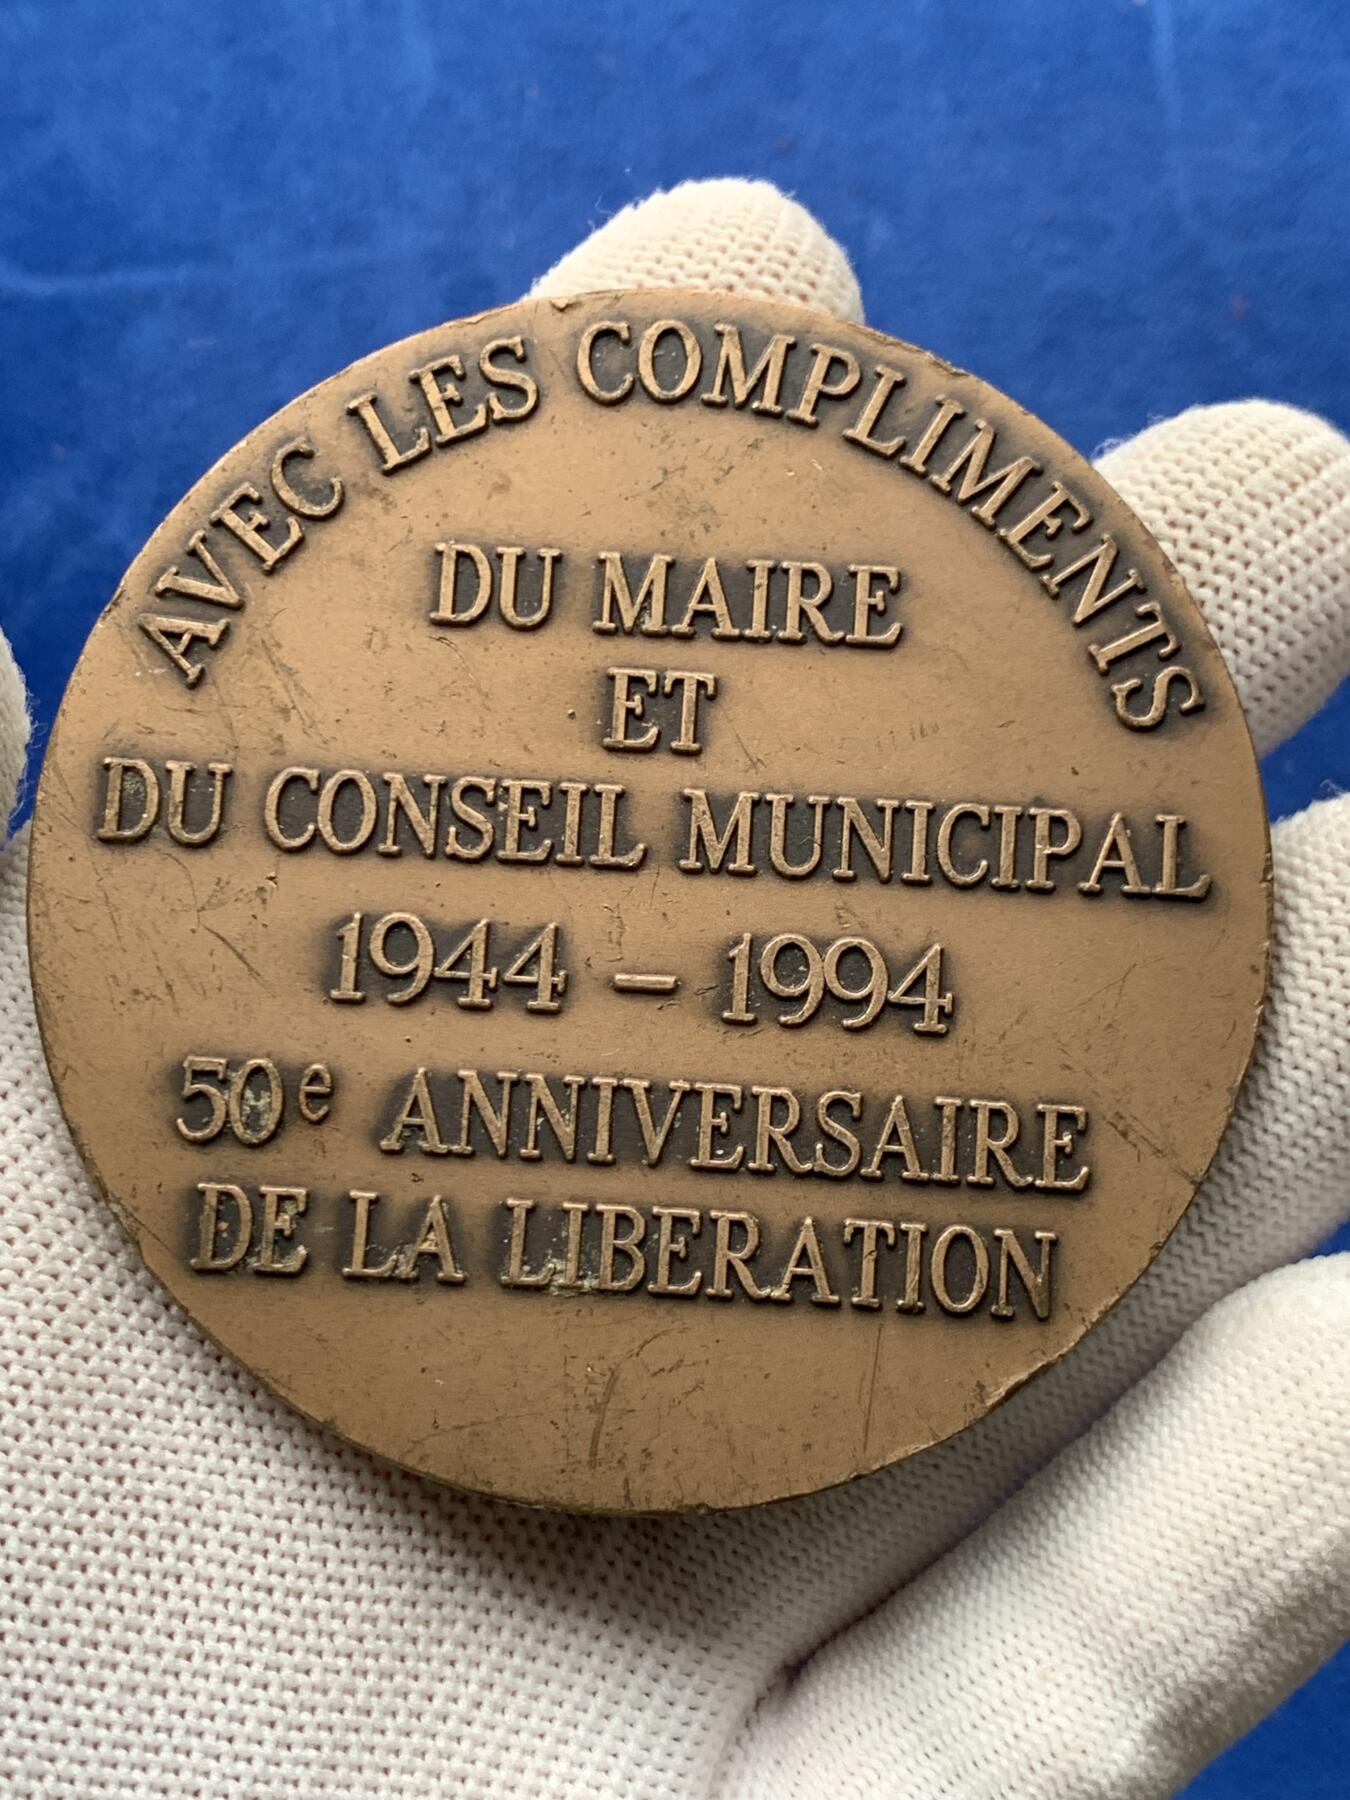 AVEC LES COMPLIMENTS
DU MAIRE
ET
DU CONSEIL MUNICIPAL
1944 – 1994
50e ANNIVERSAIRE
DE LA LIBERATION